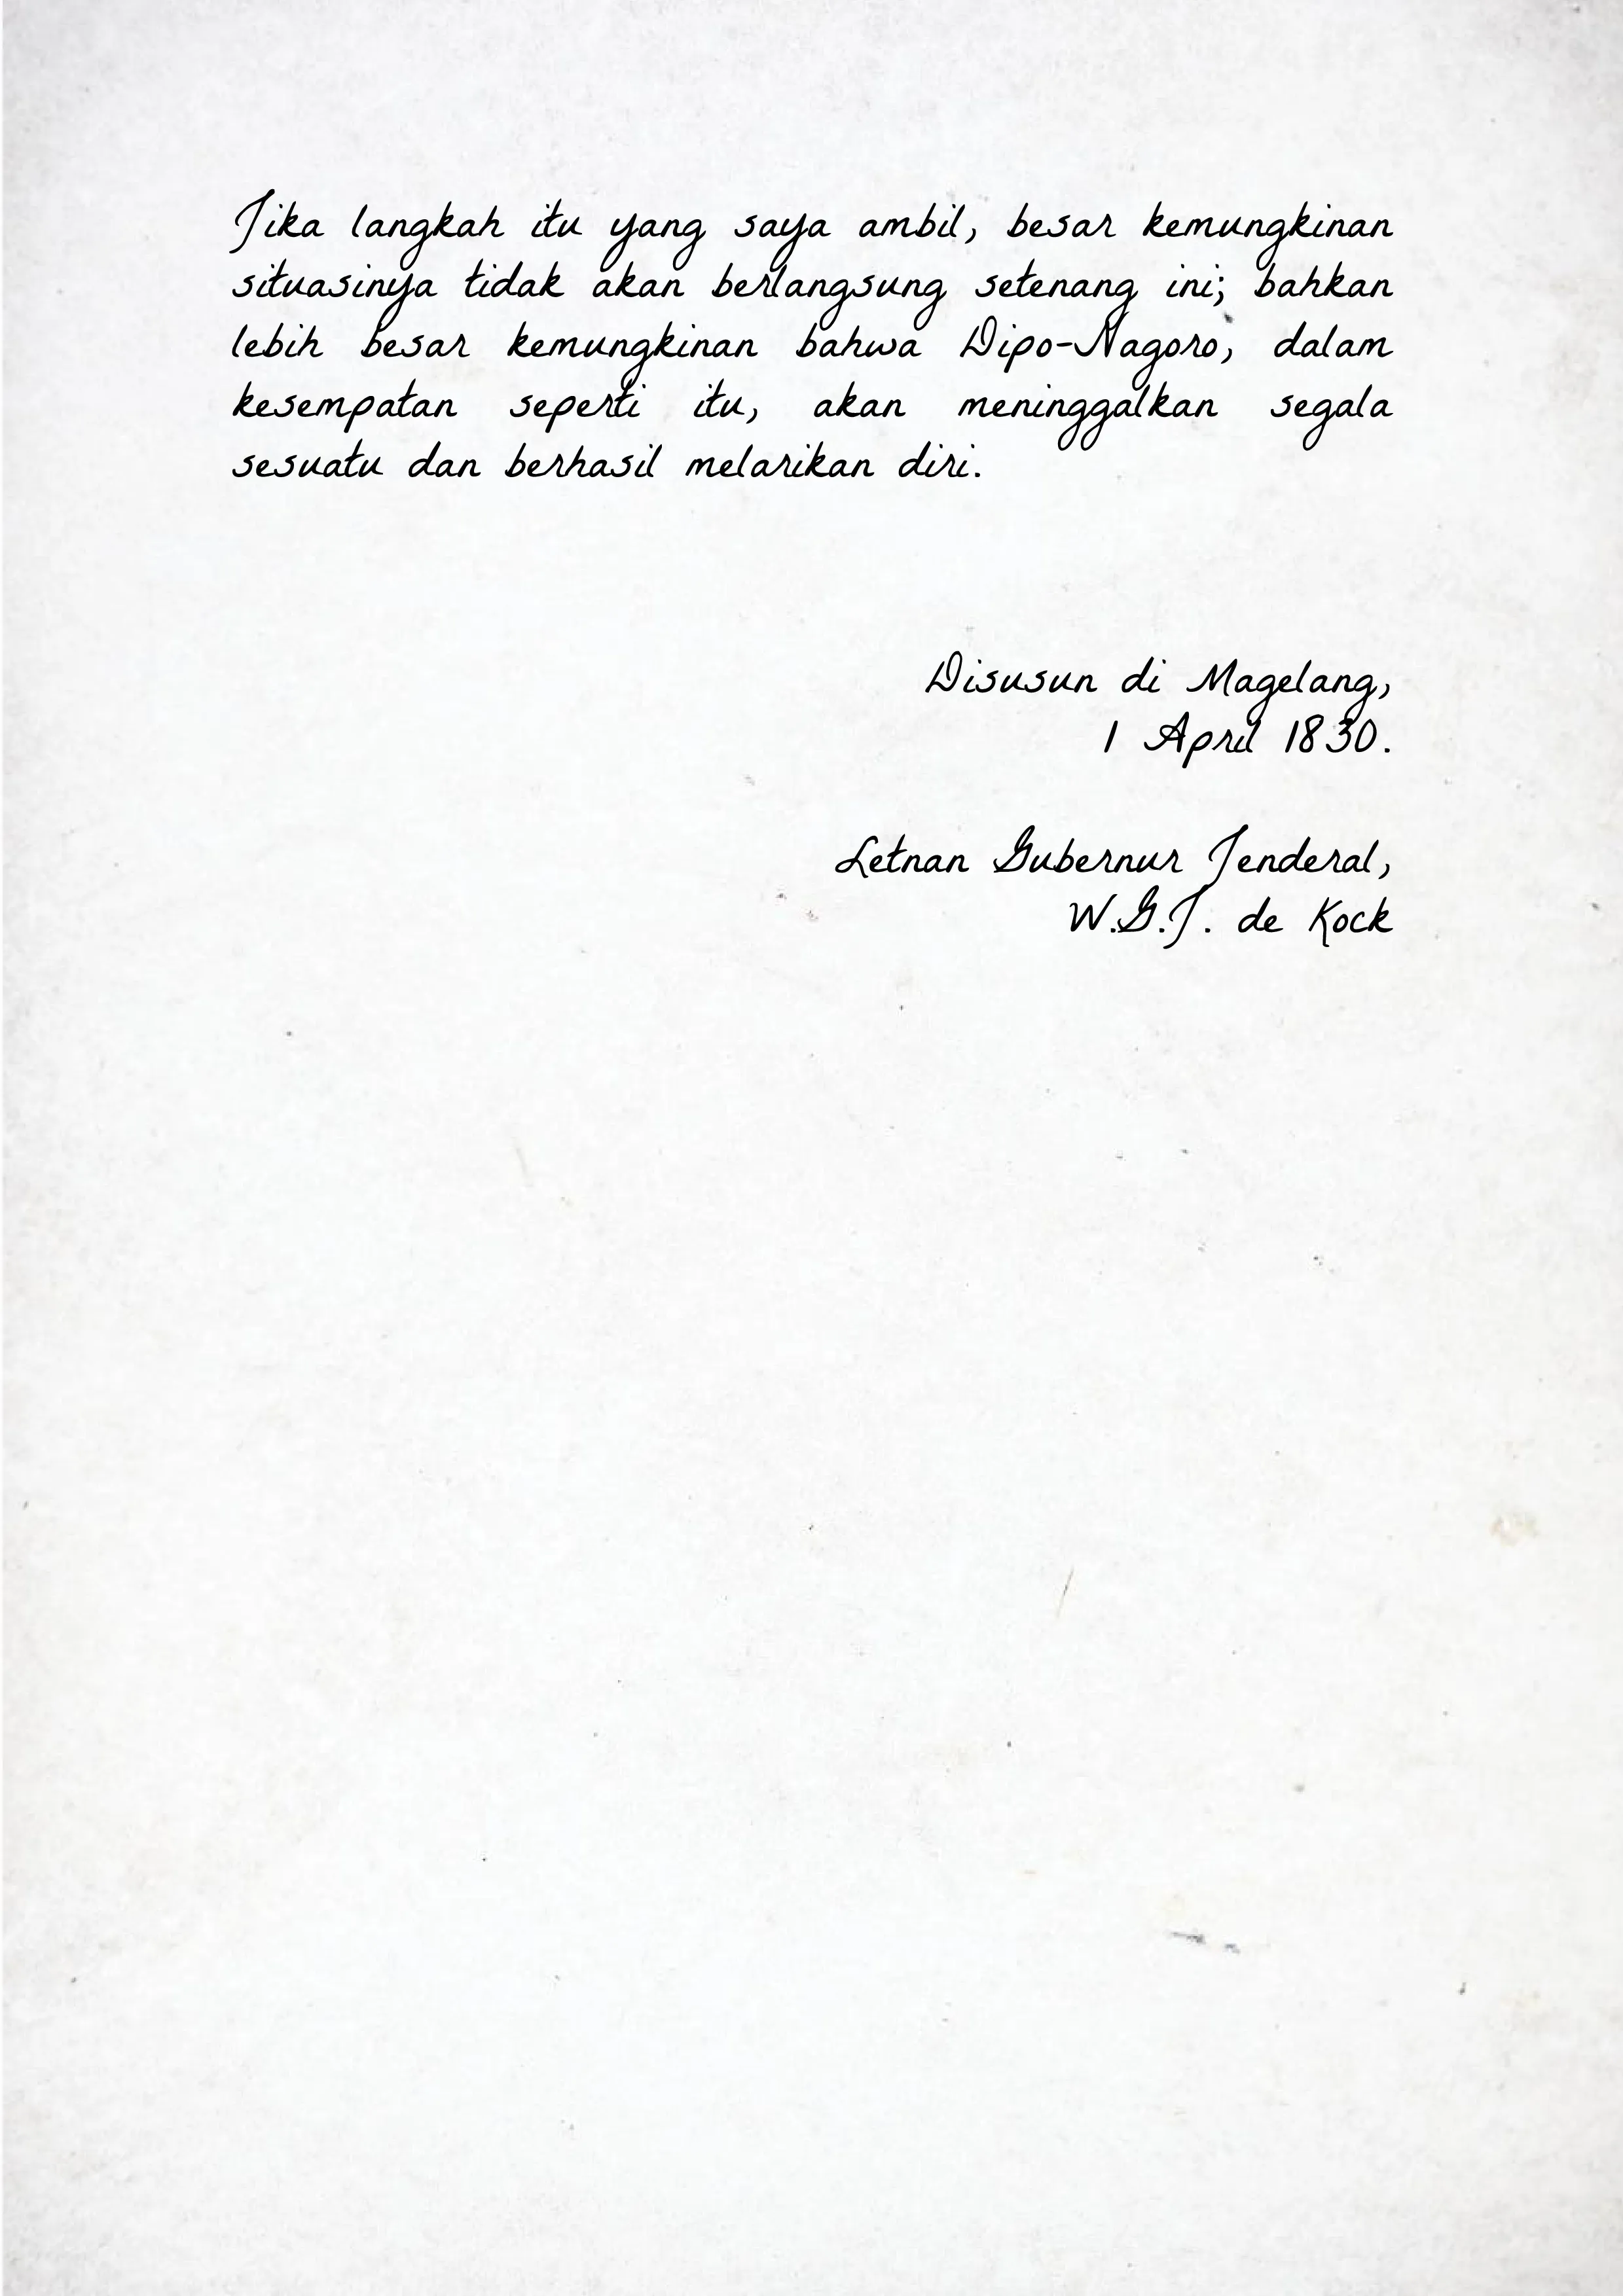 Jika langkah itu yang saya ambil, besar kemungkinan
situasinya tidak akan berlangsung setenang ini; bahkan
lebih besar kemungkinan bahwa Dipo-Nagoro, dalam
kesempatan seperti itu, akan meninggalkan segala
sesuatu dan berhasil melarikan diri.
Disusun di Magelang,
1 April 1830.
Letnan Gubernur Jenderal,
W.G.J. de Kock